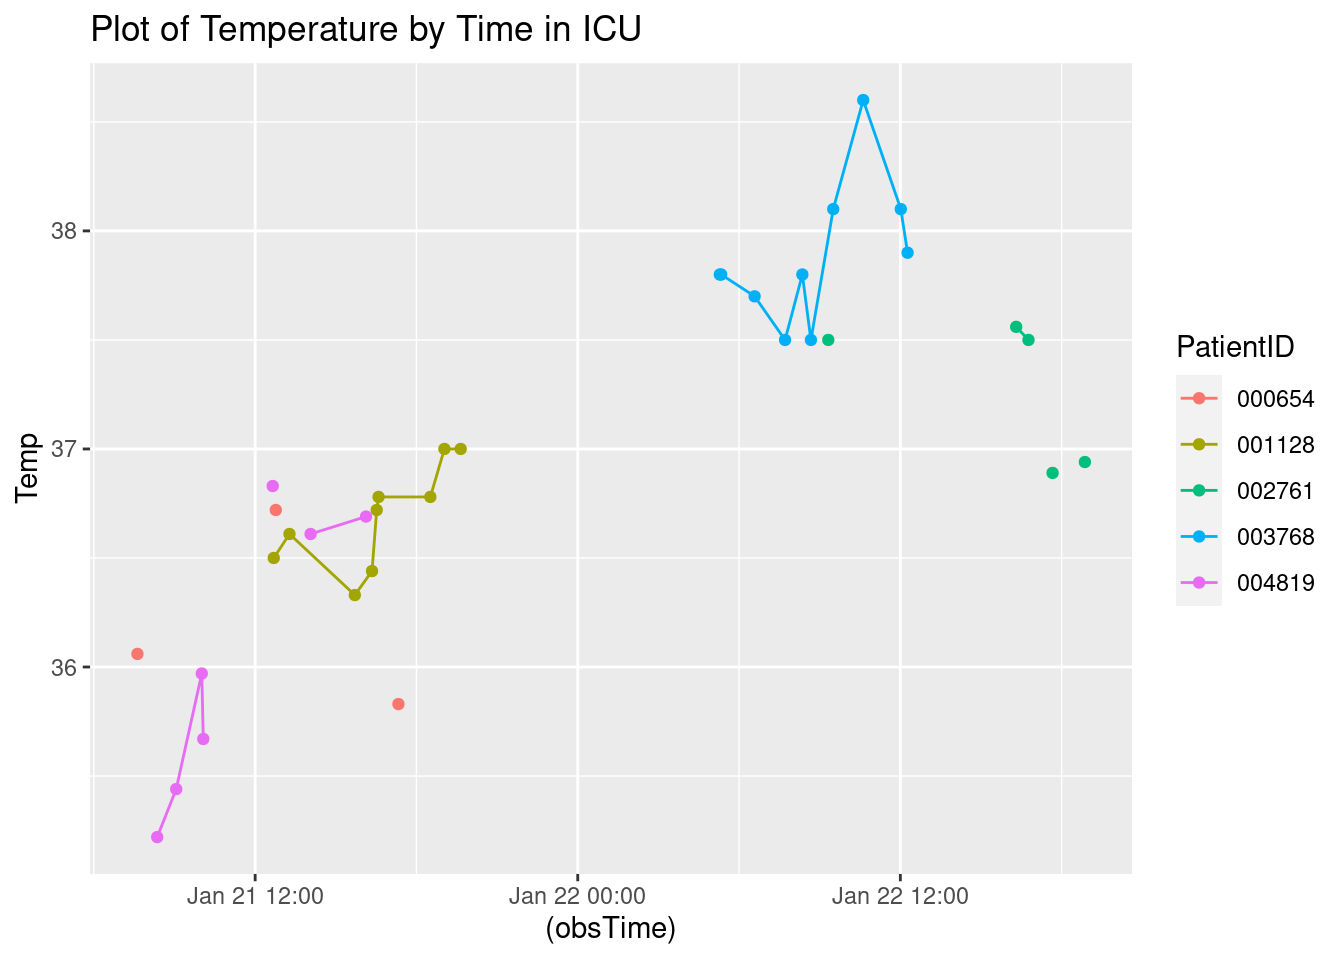 Plot of Temperature by Time in ICU
Temp
38
37
36
Jan 21 12:00
Jan 22 00:00
Jan 22 12:00
(obsTime)
PatientID
000654
001128
002761
003768
004819